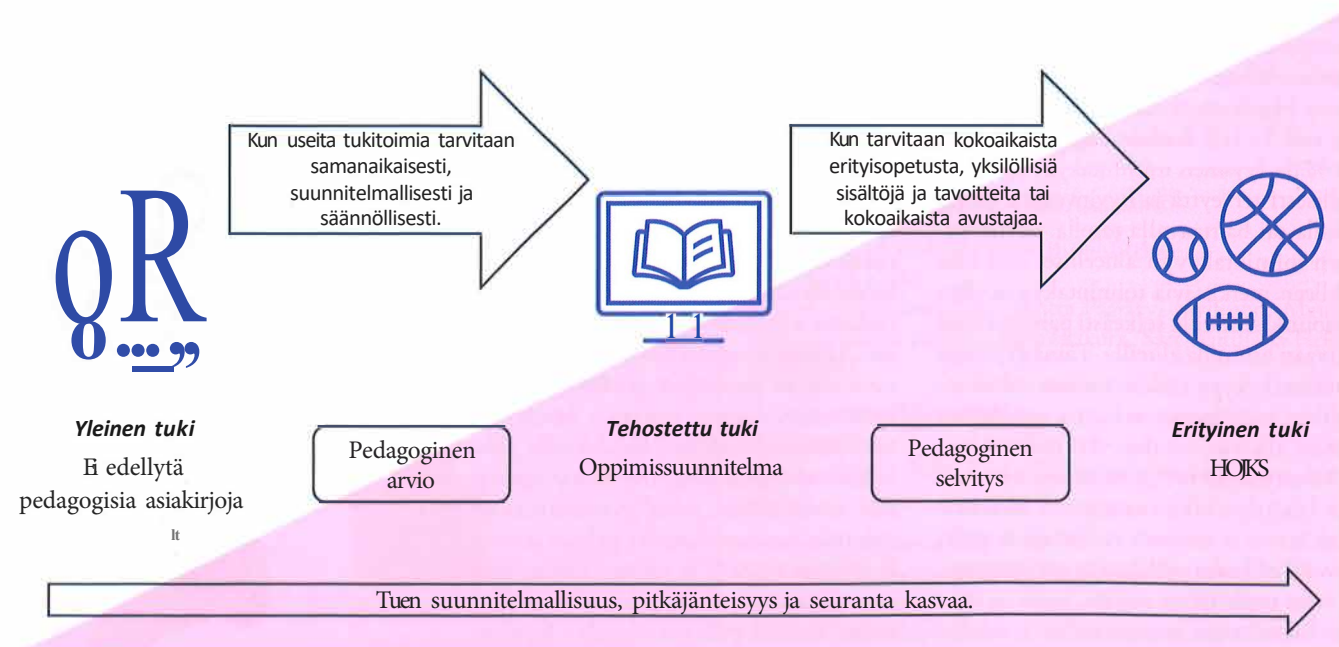 Kun useita tukitoimia tarvitaan
samanaikaisesti,
suunnitelmallisesti ja
säännöllisesti.
Kun tarvitaan kokoaikaista
erityisopetusta, yksilöllisiä
sisältöjä ja tavoitteita tai
kokoaikaista avustajaa.
Yleinen tuki
Ei edellytä
pedagogisia asiakirjoja
lt
Pedagoginen
arvio
Tehostettu tuki
Oppimissuunnitelma
Pedagoginen
selvitys
Erityinen tuki
HOJKS
Tuen suunnitelmallisuus, pitkäjänteisyys ja seuranta kasvaa.